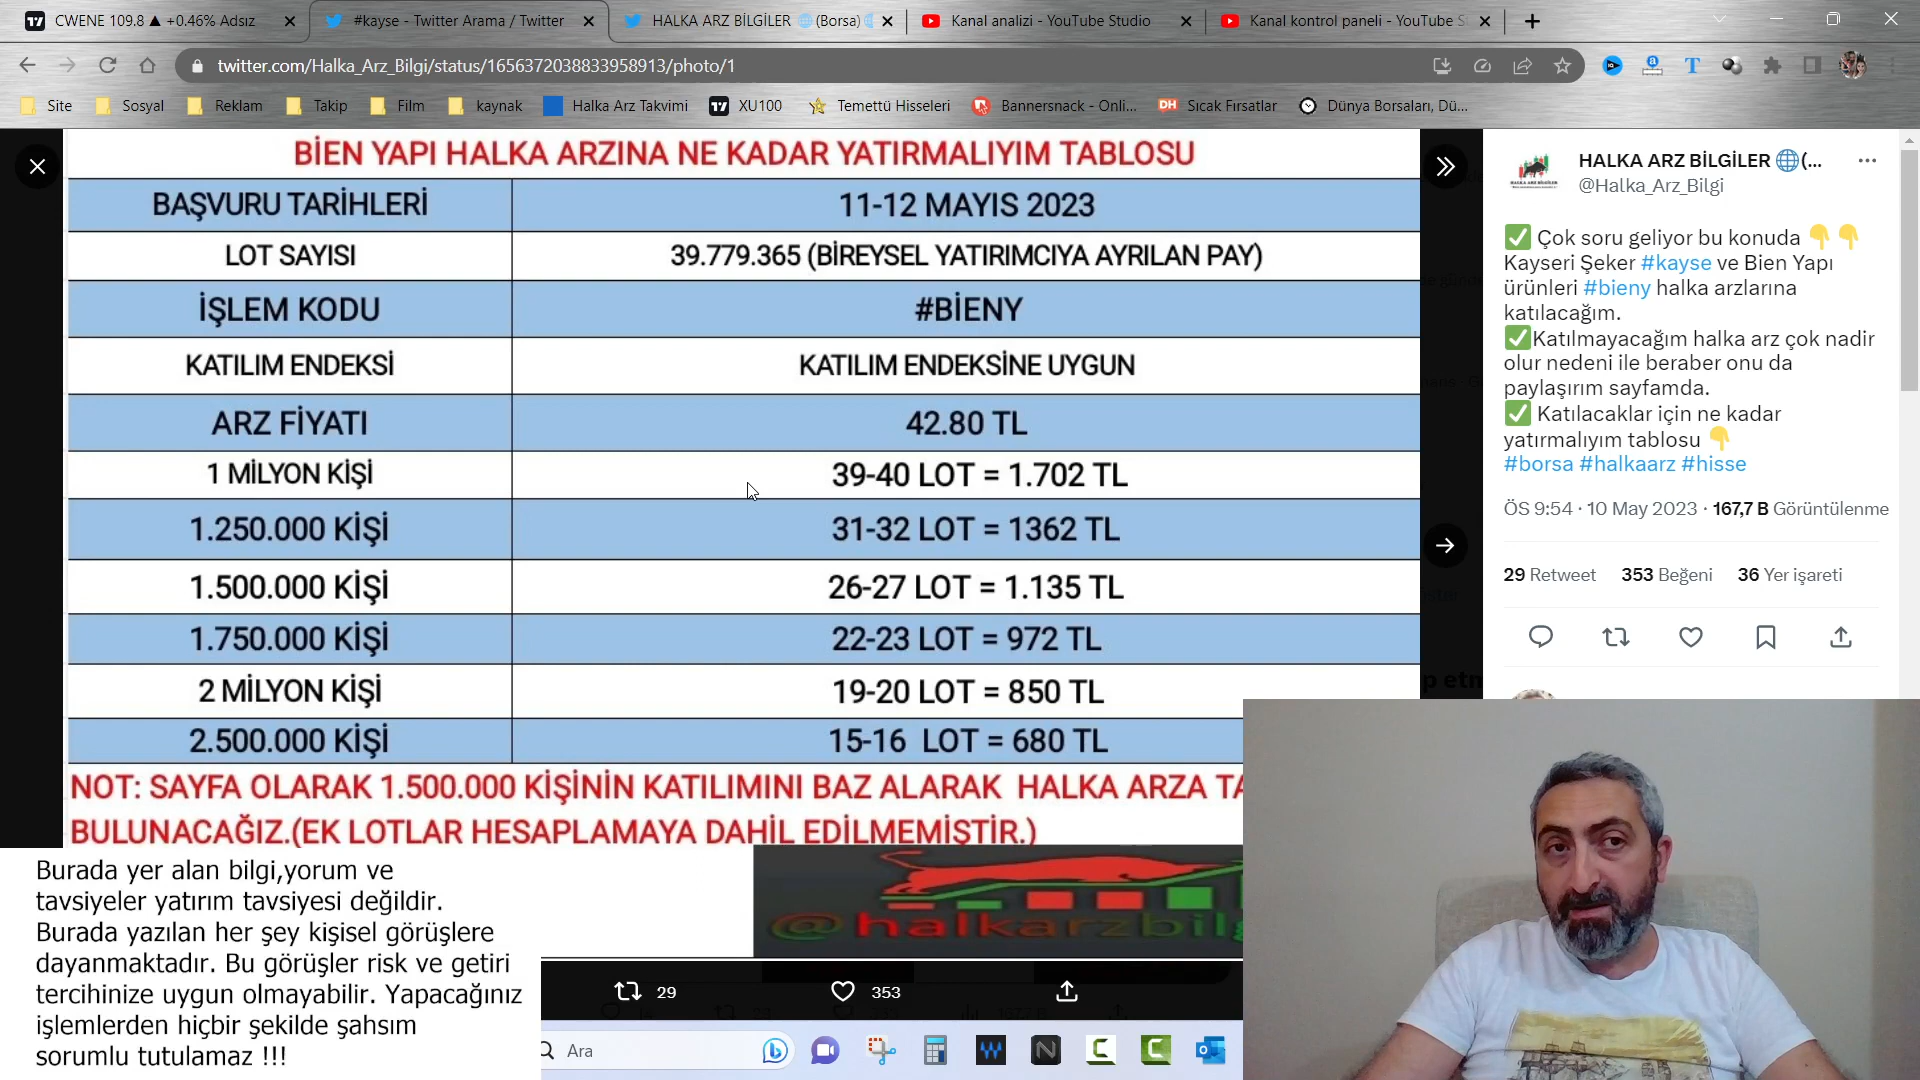 CWENE 109.8 ▲ +0.46% Adsız
#kayse - Twitter Arama / Twitter
HALKA ARZ BİLGİLER 🌐(Borsa)
Kanal analizi - YouTube Studio
Kanal kontrol paneli - YouTube S
twitter.com/Halka_Arz_Bilgi/status/1656372038833958913/photo/1
Site
Sosyal
Reklam
Takip
Film
kaynak
Halka Arz Takvimi
XU100
Temettü Hisseleri
Bannersnack - Onli...
DH Sıcak Fırsatlar
Dünya Borsaları, Dü...
BİEN YAPI HALKA ARZINA NE KADAR YATIRMALIYIM TABLOSU
BAŞVURU TARİHLERİ 11-12 MAYIS 2023
LOT SAYISI 39.779.365 (BİREYSEL YATIRIMCIYA AYRILAN PAY)
İŞLEM KODU #BİENY
KATILIM ENDEKSİ KATILIM ENDEKSİNE UYGUN
ARZ FİYATI 42.80 TL
1 MİLYON KİŞİ 39-40 LOT = 1.702 TL
1.250.000 KİŞİ 31-32 LOT = 1362 TL
1.500.000 KİŞİ 26-27 LOT = 1.135 TL
1.750.000 KİŞİ 22-23 LOT = 972 TL
2 MİLYON KİŞİ 19-20 LOT = 850 TL
2.500.000 KİŞİ 15-16 LOT = 680 TL
NOT: SAYFA OLARAK 1.500.000 KİŞİNİN KATILIMINI BAZ ALARAK HALKA ARZA TA
BULUNACAĞIZ.(EK LOTLAR HESAPLAMAYA DAHİL EDİLMEMİŞTİR.)
@halkarzbilg
29
353
HALKA ARZ BİLGİLER 🌐(...
@Halka_Arz_Bilgi
✅ Çok soru geliyor bu konuda 👇👇
Kayseri Şeker #kayse ve Bien Yapı
ürünleri #bieny halka arzlarına
katılacağım.
✅Katılmayacağım halka arz çok nadir
olur nedeni ile beraber onu da
paylaşırım sayfamda.
✅ Katılacaklar için ne kadar
yatırmalıyım tablosu 👇
#borsa #halkaarz #hisse
ÖS 9:54 · 10 May 2023 · 167,7 B Görüntülenme
29 Retweet 353 Beğeni 36 Yer işareti
Burada yer alan bilgi,yorum ve
tavsiyeler yatırım tavsiyesi değildir.
Burada yazılan her şey kişisel görüşlere
dayanmaktadır. Bu görüşler risk ve getiri
tercihinize uygun olmayabilir. Yapacağınız
işlemlerden hiçbir şekilde şahsım
sorumlu tutulamaz !!!
Ara